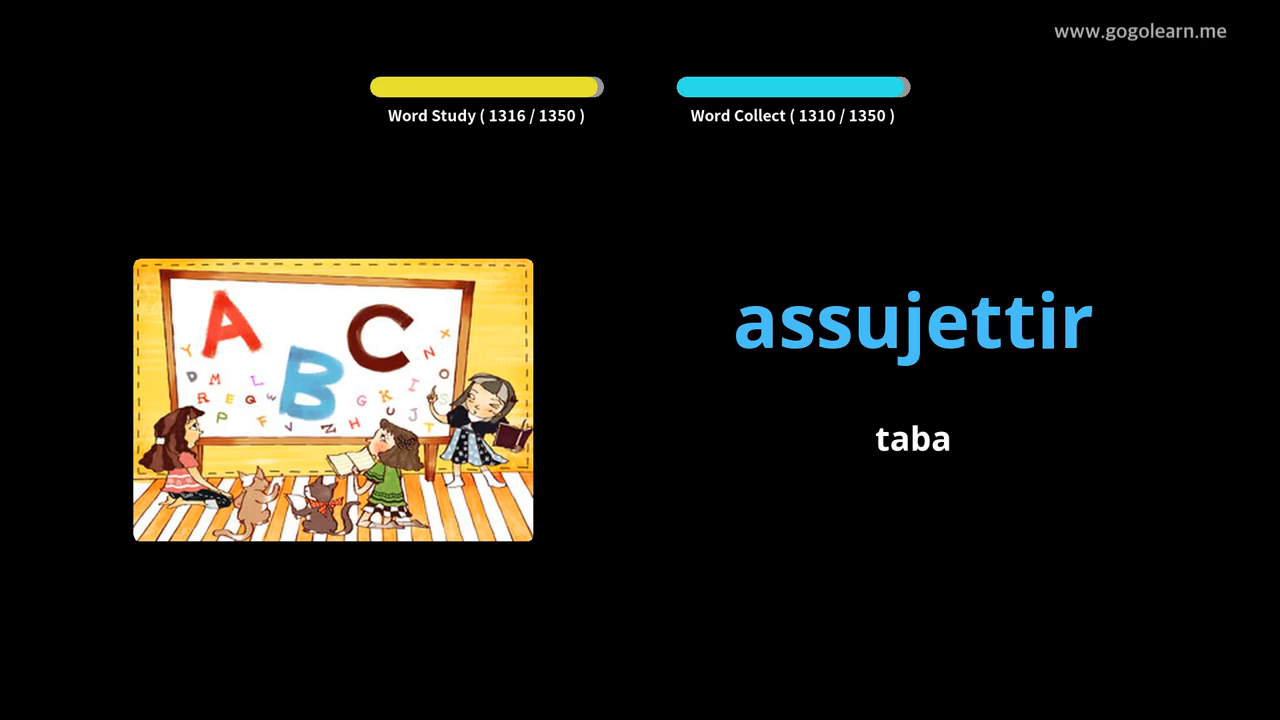 www.gogolearn.me
Word Study ( 1316 / 1350 )
Word Collect ( 1310 / 1350 )
A
C
B
X
Y
N
D
M
L
O
I
R
E
Q
W
G
K
S
P
F
U
J
V
Z
H
T
assujettir
taba